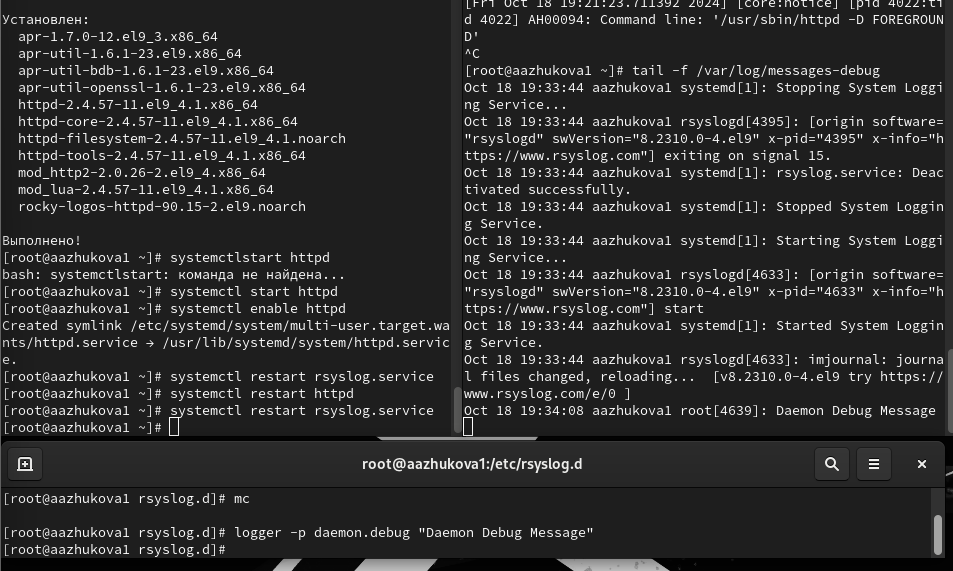 Установлен:
  apr-1.7.0-12.el9_3.x86_64
  apr-util-1.6.1-23.el9.x86_64
  apr-util-bdb-1.6.1-23.el9.x86_64
  apr-util-openssl-1.6.1-23.el9.x86_64
  httpd-2.4.57-11.el9_4.1.x86_64
  httpd-core-2.4.57-11.el9_4.1.x86_64
  httpd-filesystem-2.4.57-11.el9_4.1.noarch
  httpd-tools-2.4.57-11.el9_4.1.x86_64
  mod_http2-2.0.26-2.el9_4.x86_64
  mod_lua-2.4.57-11.el9_4.1.x86_64
  rocky-logos-httpd-90.15-2.el9.noarch
Выполнено!
[root@aazhukova1 ~]# systemctlstart httpd
bash: systemctlstart: команда не найдена...
[root@aazhukova1 ~]# systemctl start httpd
[root@aazhukova1 ~]# systemctl enable httpd
Created symlink /etc/systemd/system/multi-user.target.wa
nts/httpd.service → /usr/lib/systemd/system/httpd.servic
e.
[root@aazhukova1 ~]# systemctl restart rsyslog.service
[root@aazhukova1 ~]# systemctl restart httpd
[root@aazhukova1 ~]# systemctl restart rsyslog.service
[root@aazhukova1 ~]#
[Fri Oct 18 19:21:23.711392 2024] [core:notice] [pid 4022:ti
d 4022] AH00094: Command line: '/usr/sbin/httpd -D FOREGROUN
D'
^C
[root@aazhukova1 ~]# tail -f /var/log/messages-debug
Oct 18 19:33:44 aazhukova1 systemd[1]: Stopping System Loggi
ng Service...
Oct 18 19:33:44 aazhukova1 rsyslogd[4395]: [origin software=
"rsyslogd" swVersion="8.2310.0-4.el9" x-pid="4395" x-info="h
ttps://www.rsyslog.com"] exiting on signal 15.
Oct 18 19:33:44 aazhukova1 systemd[1]: rsyslog.service: Deac
tivated successfully.
Oct 18 19:33:44 aazhukova1 systemd[1]: Stopped System Loggin
g Service.
Oct 18 19:33:44 aazhukova1 systemd[1]: Starting System Loggi
ng Service...
Oct 18 19:33:44 aazhukova1 rsyslogd[4633]: [origin software=
"rsyslogd" swVersion="8.2310.0-4.el9" x-pid="4633" x-info="h
ttps://www.rsyslog.com"] start
Oct 18 19:33:44 aazhukova1 systemd[1]: Started System Loggin
g Service.
Oct 18 19:33:44 aazhukova1 rsyslogd[4633]: imjournal: journa
l files changed, reloading...  [v8.2310.0-4.el9 try https://
www.rsyslog.com/e/0 ]
Oct 18 19:34:08 aazhukova1 root[4639]: Daemon Debug Message
root@aazhukova1:/etc/rsyslog.d
[root@aazhukova1 rsyslog.d]# mc
[root@aazhukova1 rsyslog.d]# logger -p daemon.debug "Daemon Debug Message"
[root@aazhukova1 rsyslog.d]#